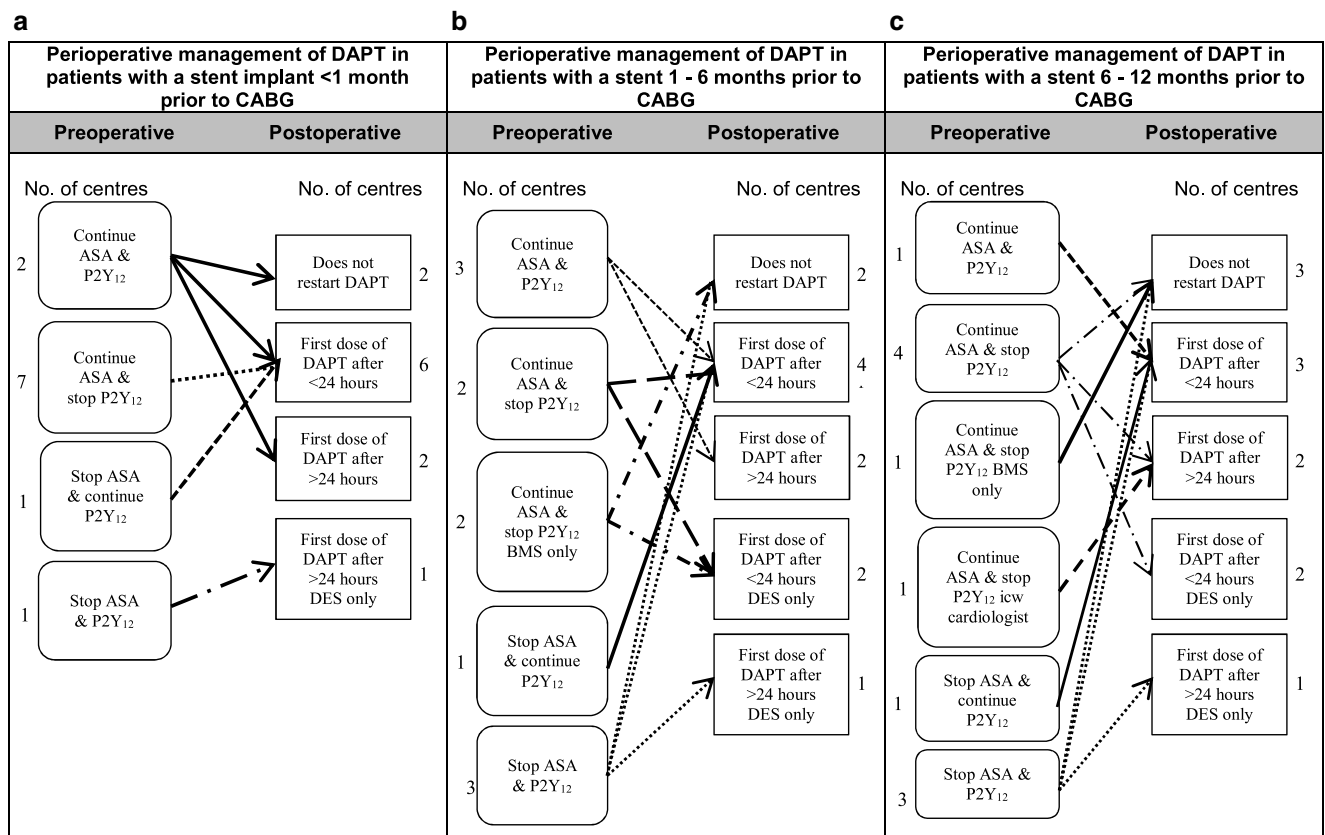 a
Perioperative management of DAPT in
patients with a stent implant <1 month
prior to CABG
Preoperative
Postoperative
No. of centres
No. of centres
2
Continue
ASA &
P2Y12
7
Continue
ASA &
stop P2Y12
1
Stop ASA
& continue
P2Y12
1
Stop ASA
& P2Y12
Does not
restart DAPT
2
First dose of
DAPT after
<24 hours
6
First dose of
DAPT after
>24 hours
2
First dose of
DAPT after
>24 hours
DES only
1
b
Perioperative management of DAPT in
patients with a stent 1 - 6 months prior to
CABG
Preoperative
Postoperative
No. of centres
No. of centres
3
Continue
ASA &
P2Y12
2
Continue
ASA &
stop P2Y12
2
Continue
ASA &
stop P2Y12
BMS only
1
Stop ASA
& continue
P2Y12
3
Stop ASA
& P2Y12
Does not
restart DAPT
2
First dose of
DAPT after
<24 hours
4
First dose of
DAPT after
>24 hours
2
First dose of
DAPT after
<24 hours
DES only
2
First dose of
DAPT after
>24 hours
DES only
1
c
Perioperative management of DAPT in
patients with a stent 6 - 12 months prior to
CABG
Preoperative
Postoperative
No. of centres
No. of centres
1
Continue
ASA &
P2Y12
4
Continue
ASA & stop
P2Y12
1
Continue
ASA & stop
P2Y12 BMS
only
1
Continue
ASA & stop
P2Y12 icw
cardiologist
1
Stop ASA
& continue
P2Y12
3
Stop ASA &
P2Y12
Does not
restart DAPT
3
First dose of
DAPT after
<24 hours
3
First dose of
DAPT after
>24 hours
2
First dose of
DAPT after
<24 hours
DES only
2
First dose of
DAPT after
>24 hours
DES only
1